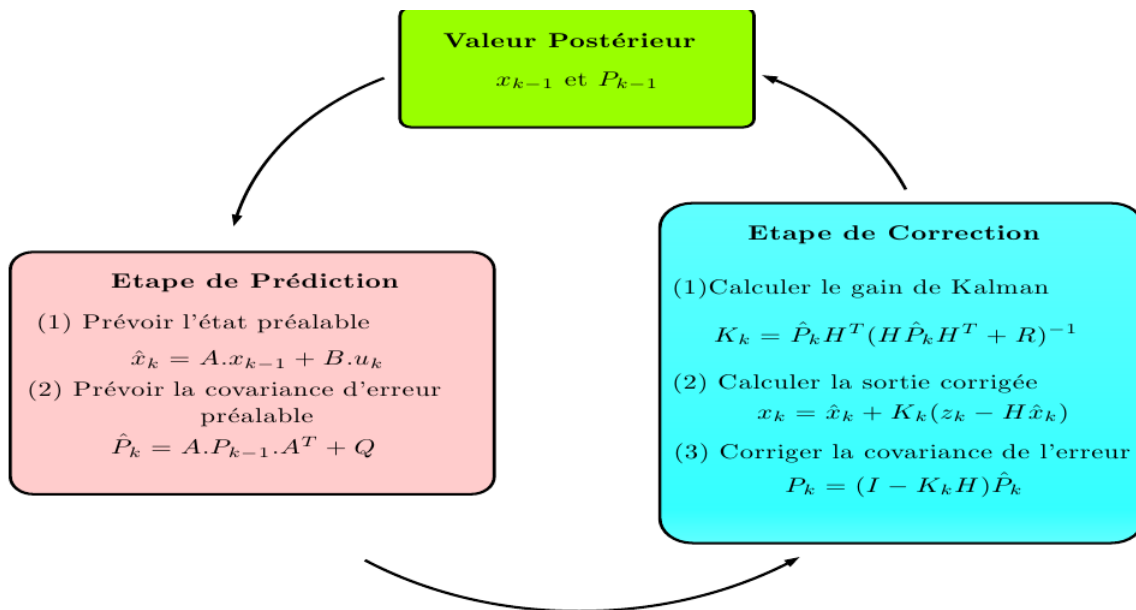 Valeur Postérieur
x_{k−1} et P_{k−1}
Etape de Prédiction
(1) Prévoir l'état préalable
x̂_k = A.x_{k−1} + B.u_k
(2) Prévoir la covariance d'erreur
préalable
P̂_k = A.P_{k−1}.A^T + Q
Etape de Correction
(1)Calculer le gain de Kalman
K_k = P̂_k H^T (H P̂_k H^T + R)^{−1}
(2) Calculer la sortie corrigée
x_k = x̂_k + K_k(z_k − H x̂_k)
(3) Corriger la covariance de l'erreur
P_k = (I − K_k H) P̂_k